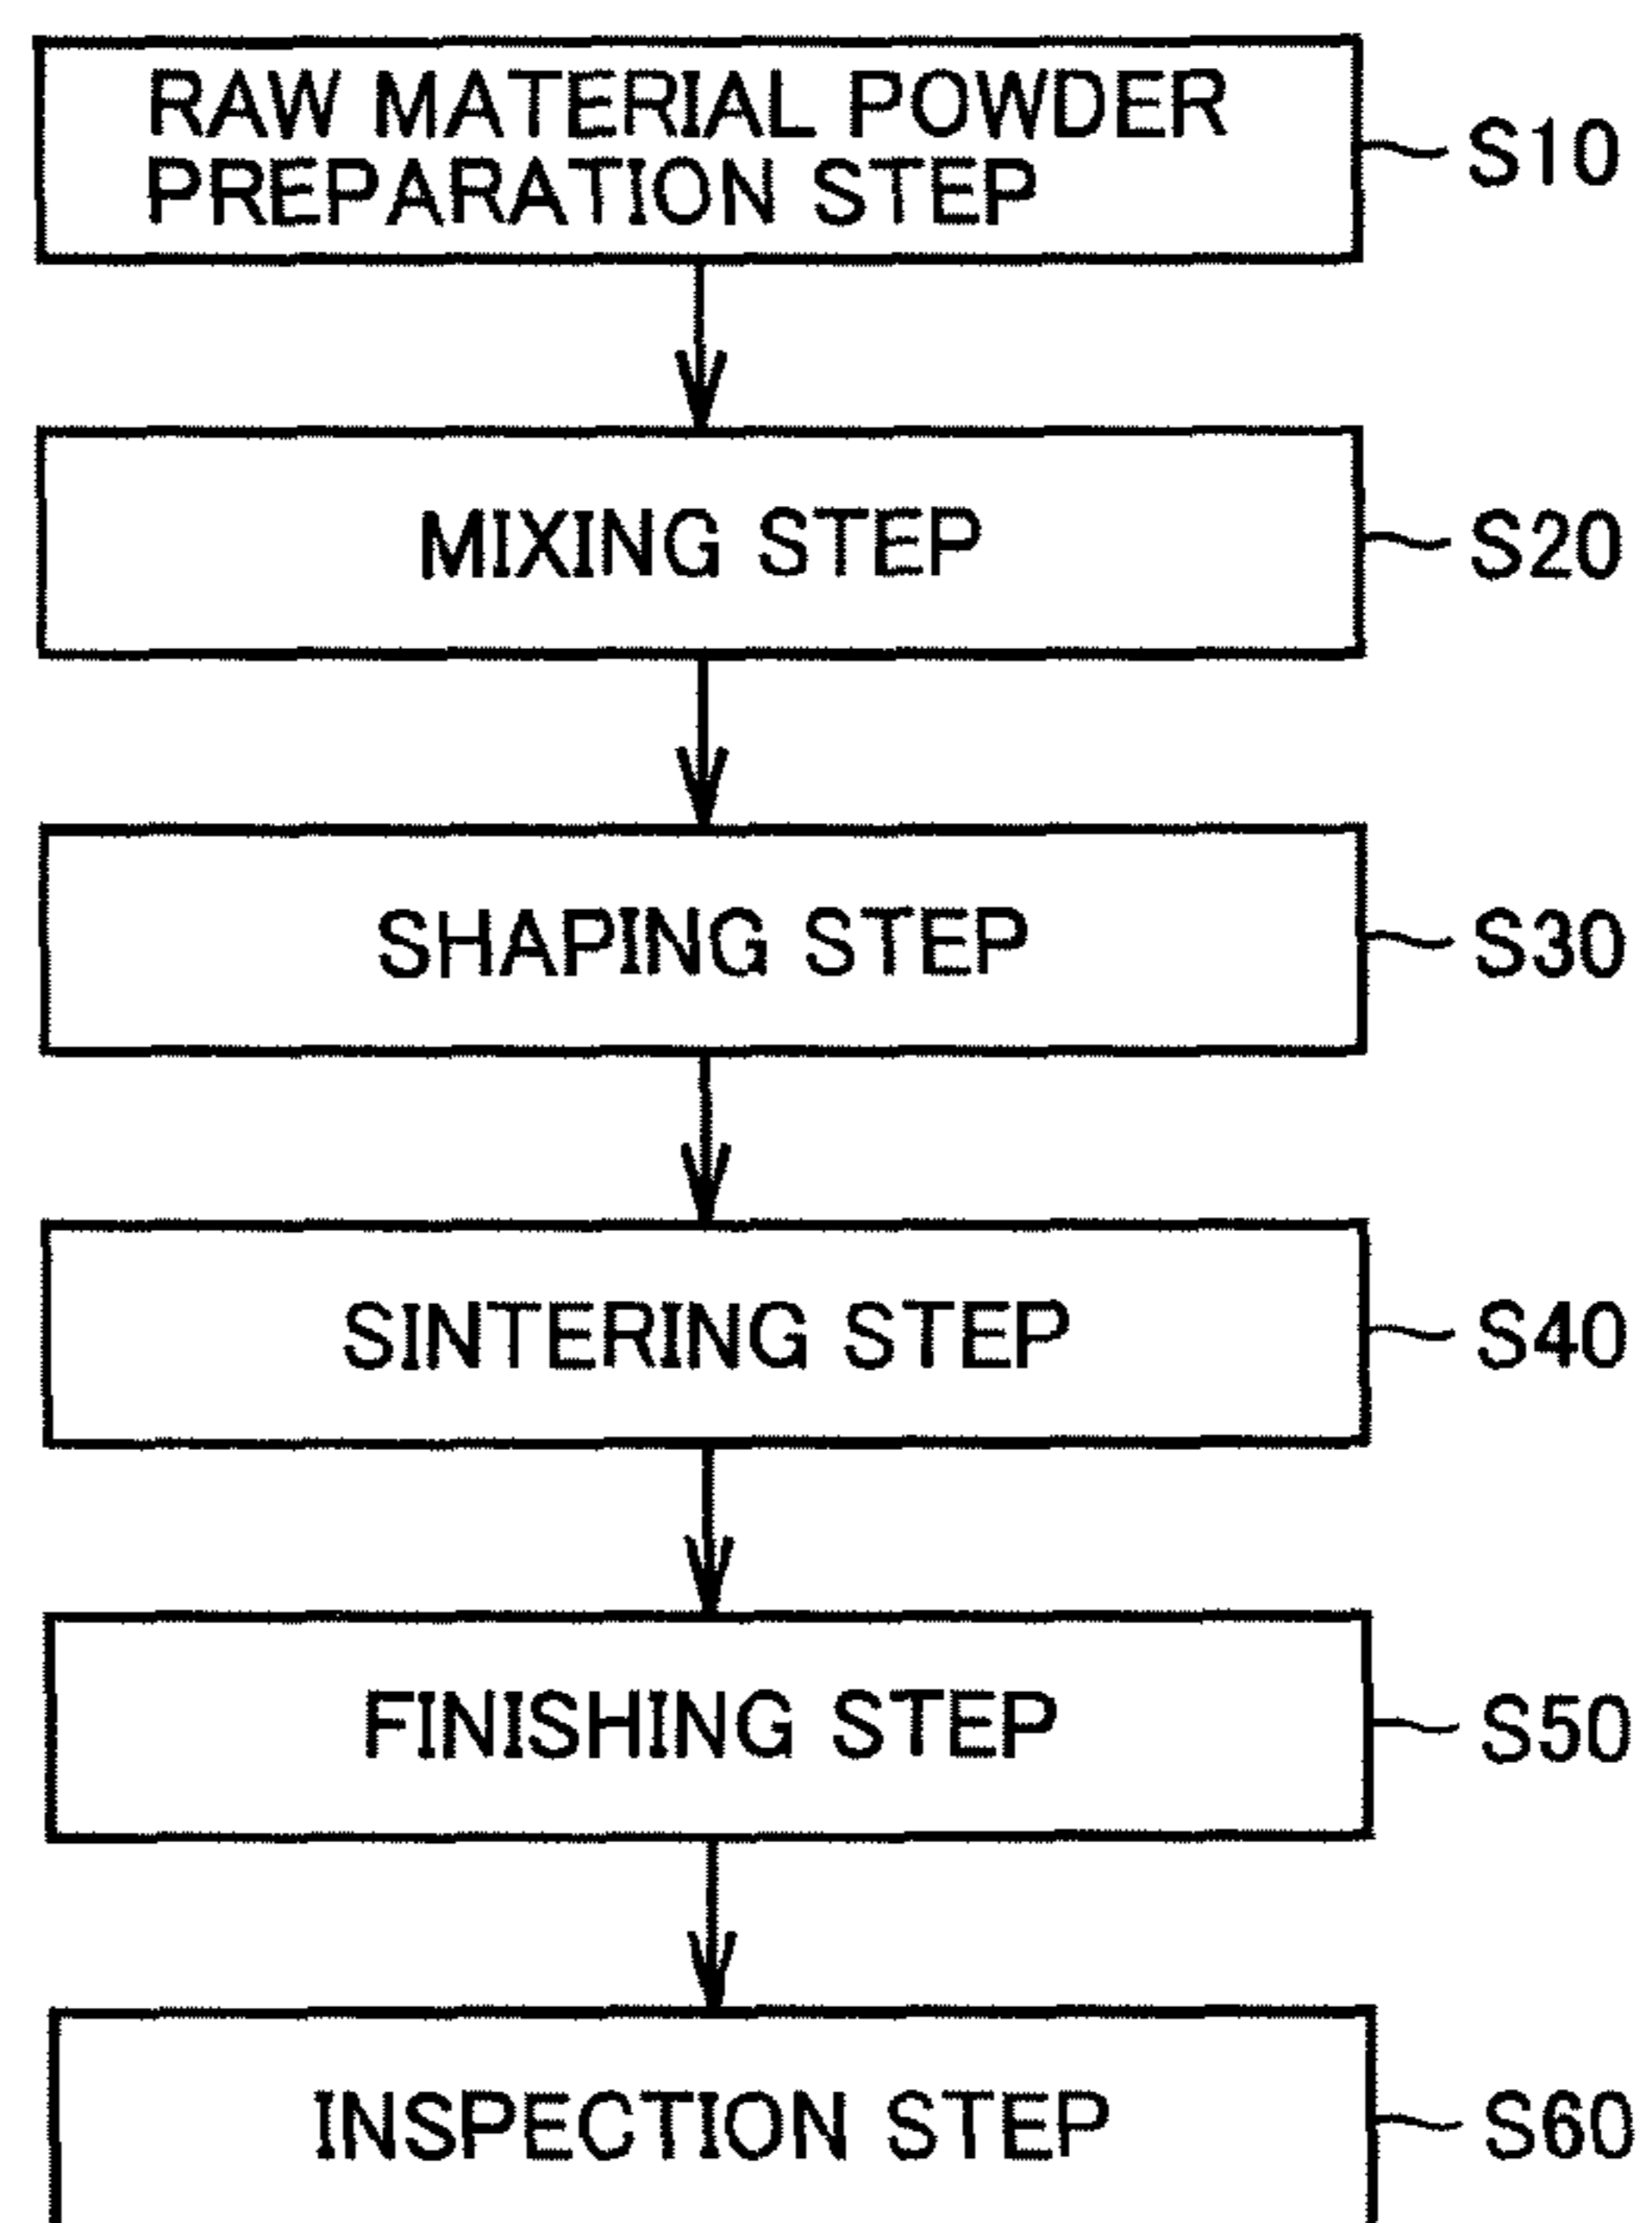 RAW MATERIAL POWDER
PREPARATION STEP
S10
MIXING STEP
S20
SHAPING STEP
S30
SINTERING STEP
S40
FINISHING STEP
S50
INSPECTION STEP
S60